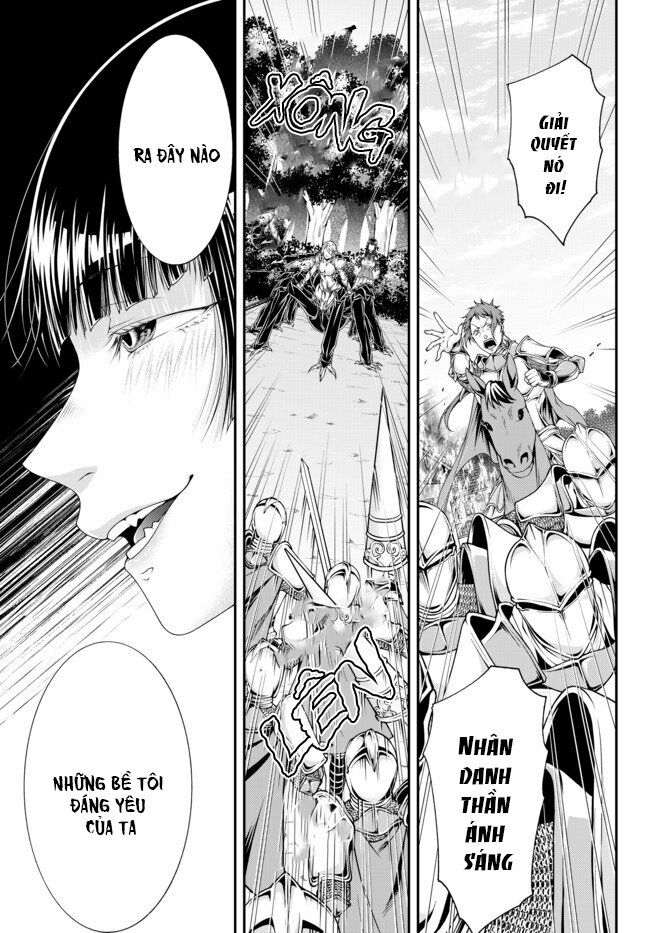 GIẢI
QUYẾT
NÓ
ĐI!
NHÂN
DANH
THẦN
ÁNH
SÁNG
XÔNG
LÊN
RA ĐÂY NÀO
NHỮNG BỀ TÔI
ĐÁNG YÊU
CỦA TA